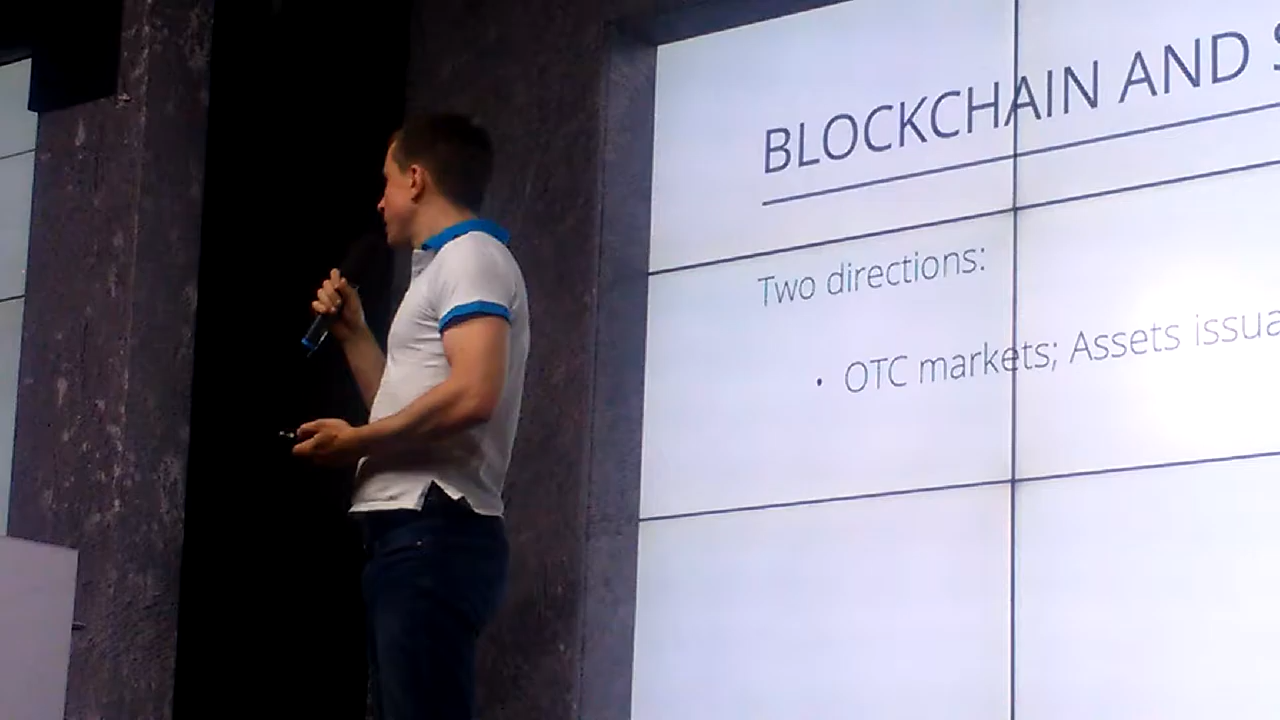 BLOCKCHAIN AND
Two directions:
• OTC markets; Assets